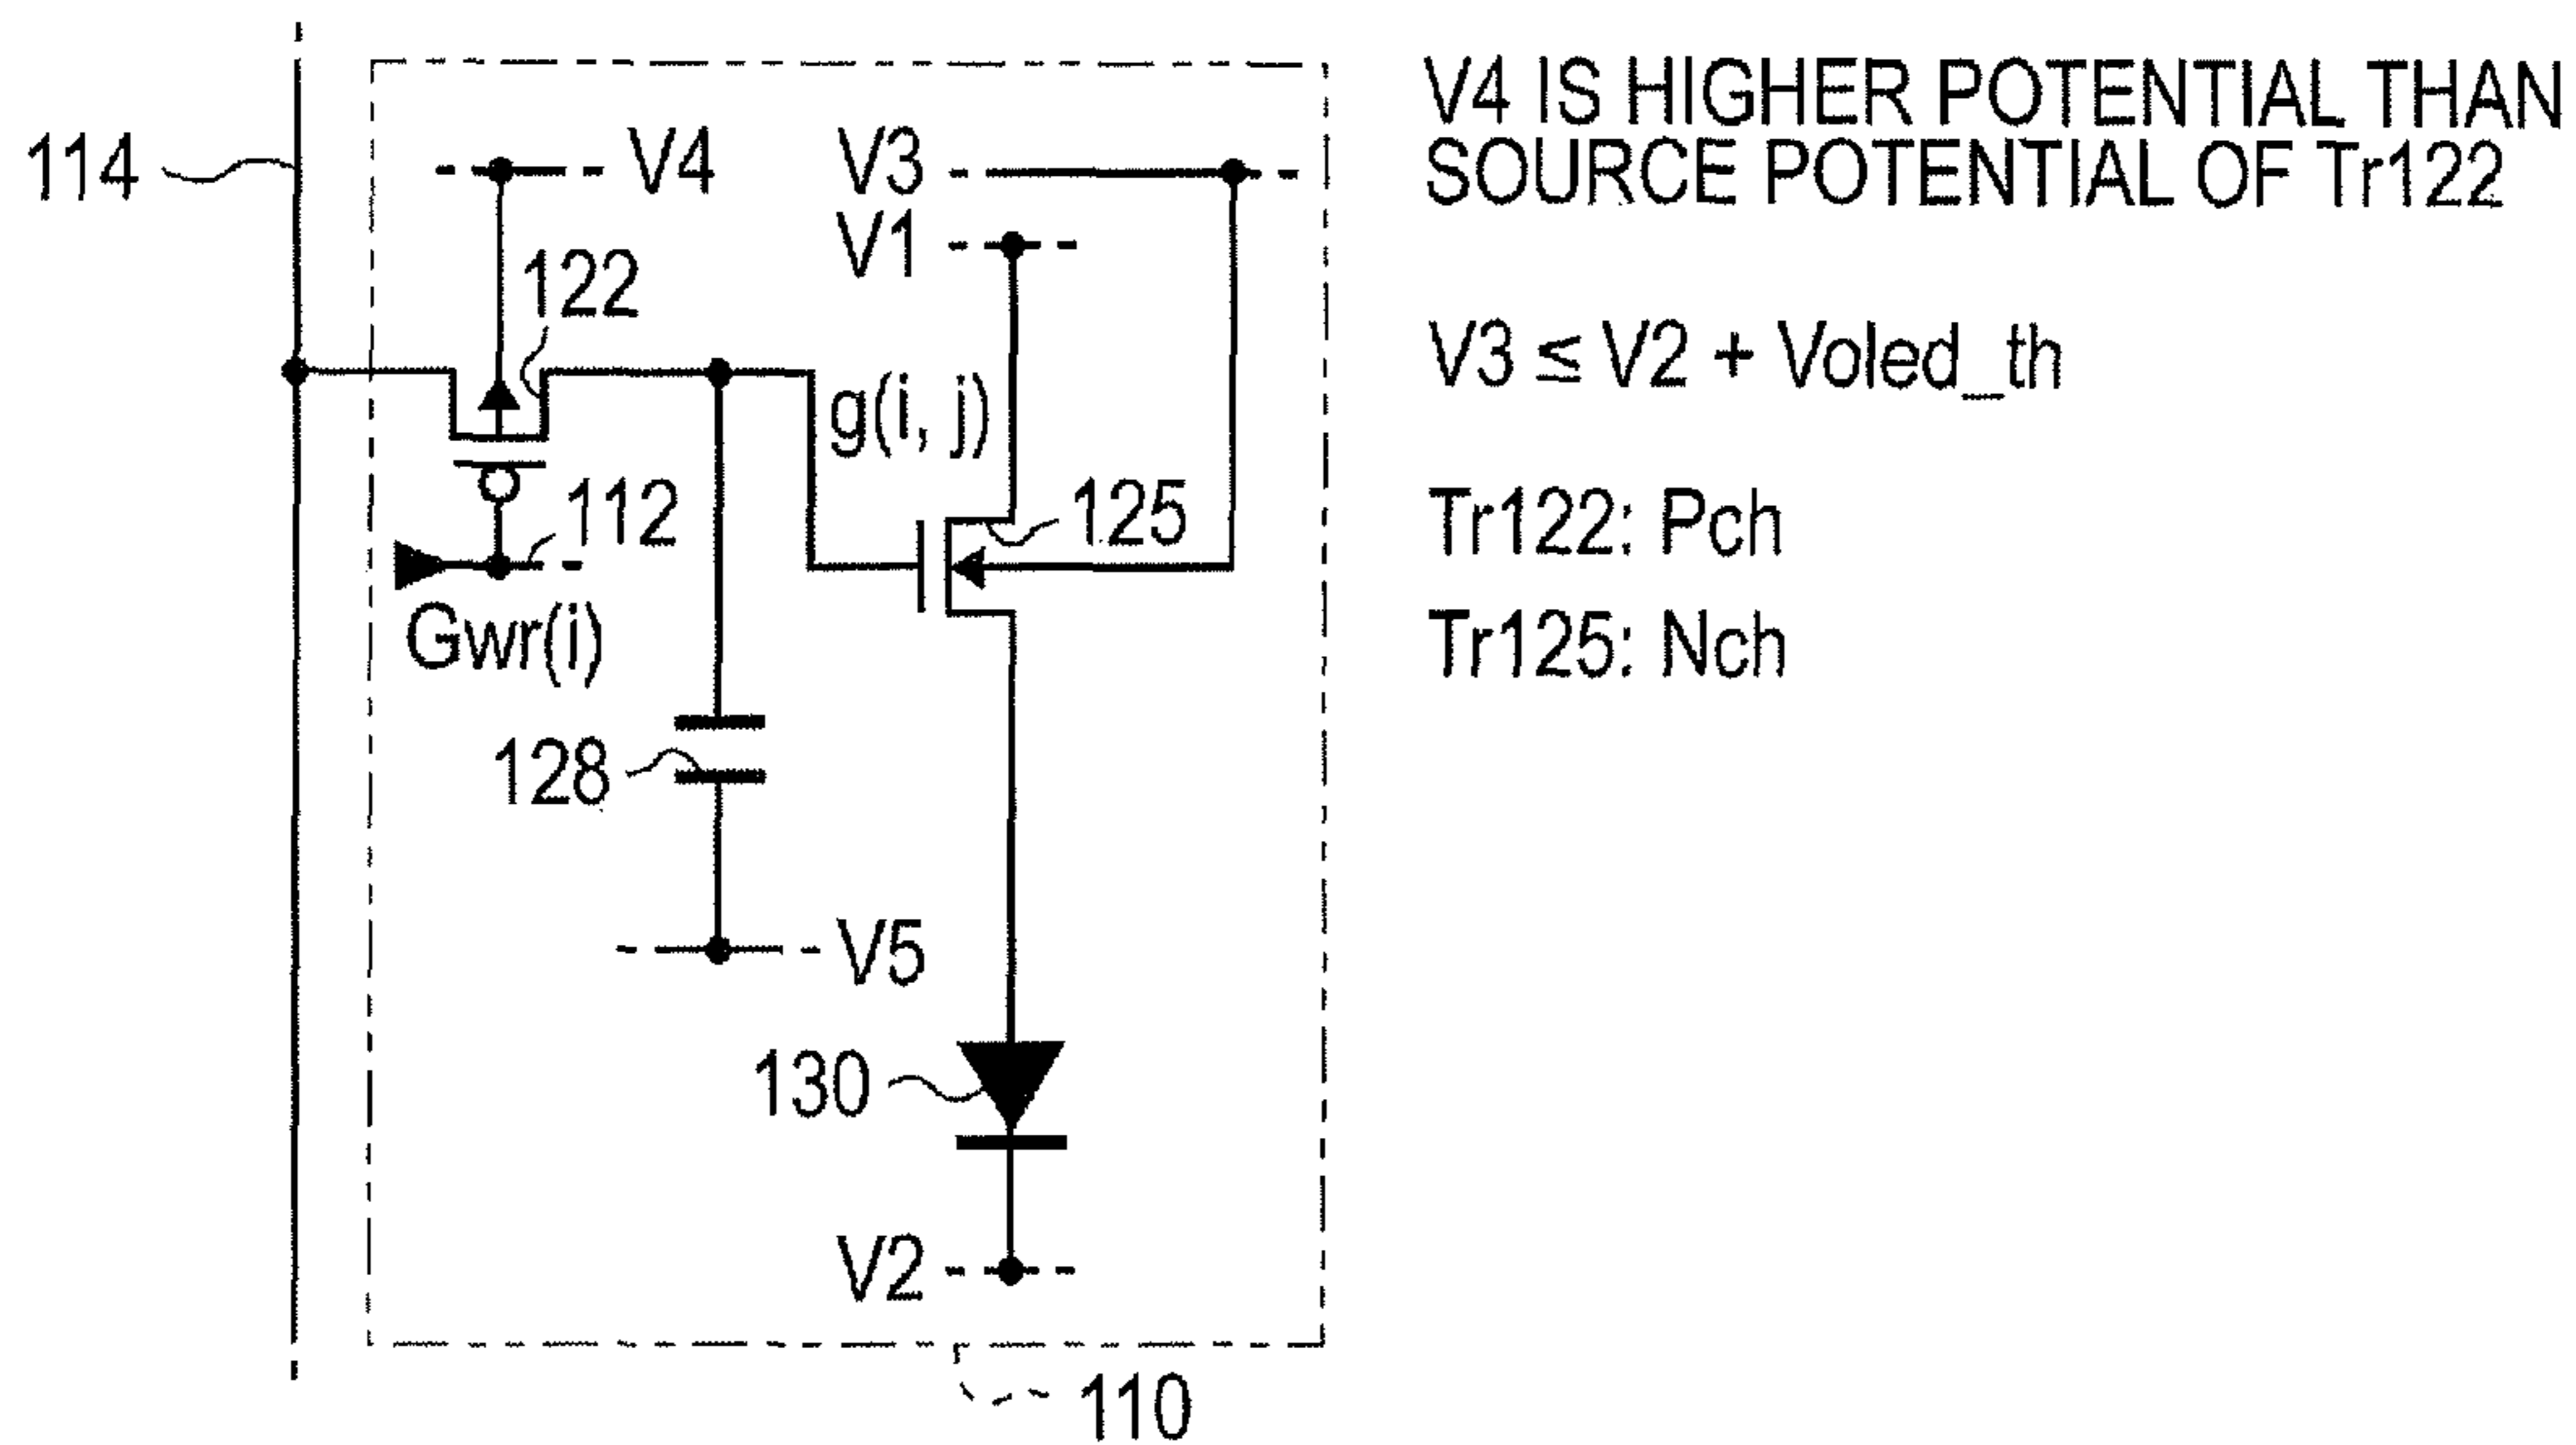 114
V4
V3
V1
122
g(i, j)
112
125
Gwr(i)
128
V5
130
V2
110
V4 IS HIGHER POTENTIAL THAN
SOURCE POTENTIAL OF Tr122
V3 ≤ V2 + Voled_th
Tr122: Pch
Tr125: Nch